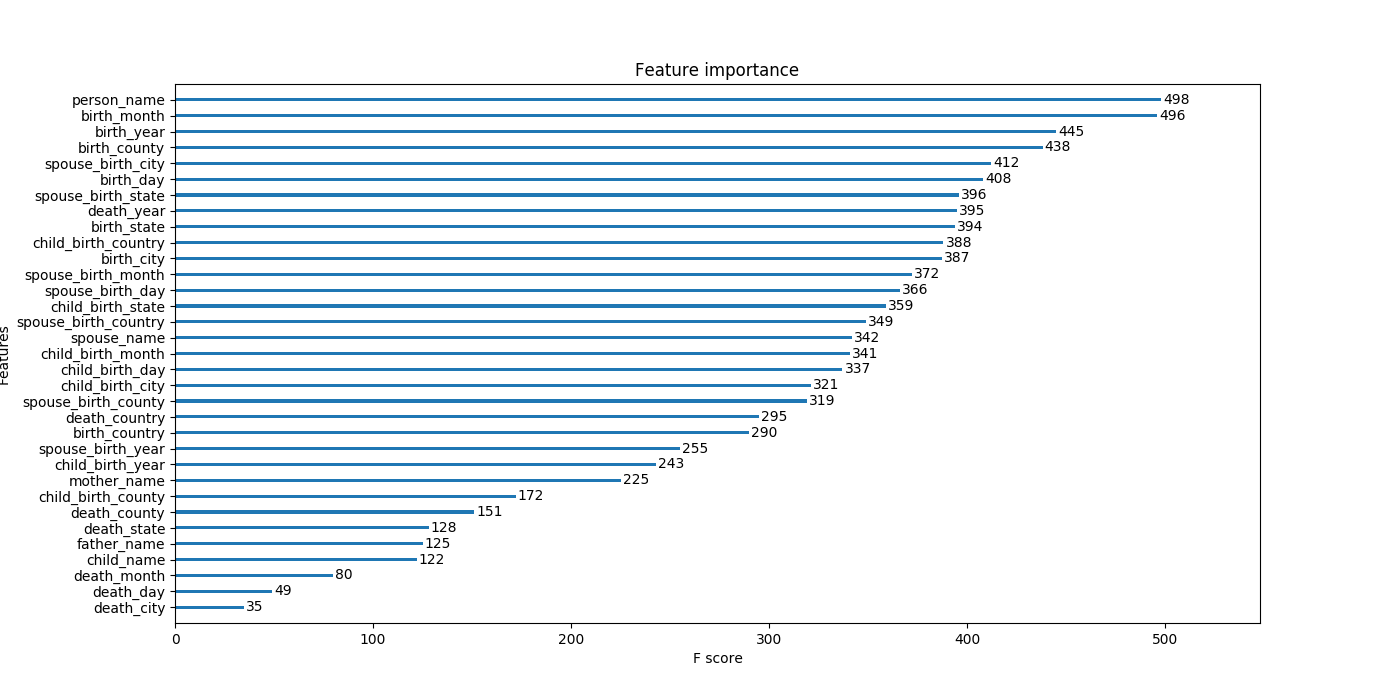 Feature importance
person_name 498
birth_month 496
birth_year 445
birth_county 438
spouse_birth_city 412
birth_day 408
spouse_birth_state 396
death_year 395
birth_state 394
child_birth_country 388
birth_city 387
spouse_birth_month 372
spouse_birth_day 366
child_birth_state 359
spouse_birth_country 349
spouse_name 342
child_birth_month 341
child_birth_day 337
child_birth_city 321
spouse_birth_county 319
death_country 295
birth_country 290
spouse_birth_year 255
child_birth_year 243
mother_name 225
child_birth_county 172
death_county 151
death_state 128
father_name 125
child_name 122
death_month 80
death_day 49
death_city 35
Features
0 100 200 300 400 500
F score